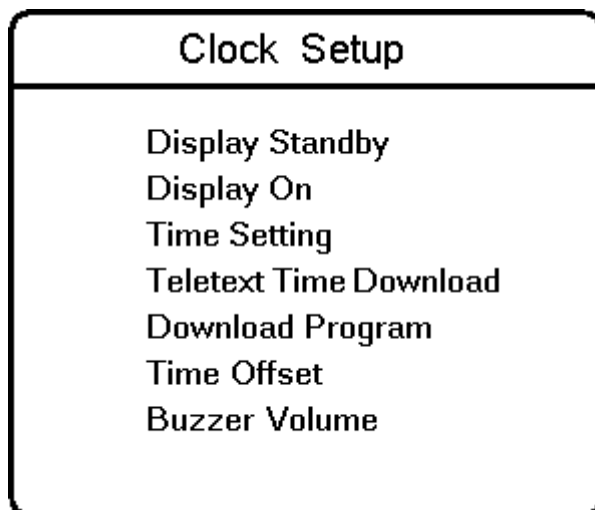 Clock Setup
Display Standby
Display On
Time Setting
Teletext Time Download
Download Program
Time Offset
Buzzer Volume